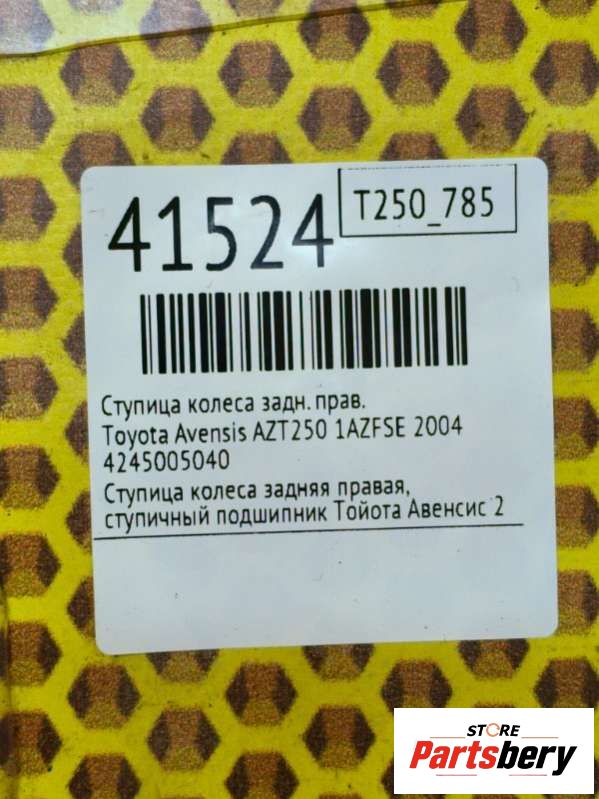 41524
T250_785
Ступица колеса задн. прав.
Toyota Avensis AZT250 1AZFSE 2004
4245005040
Ступица колеса задняя правая,
ступичный подшипник Тойота Авенсис 2
STORE
Partsbery